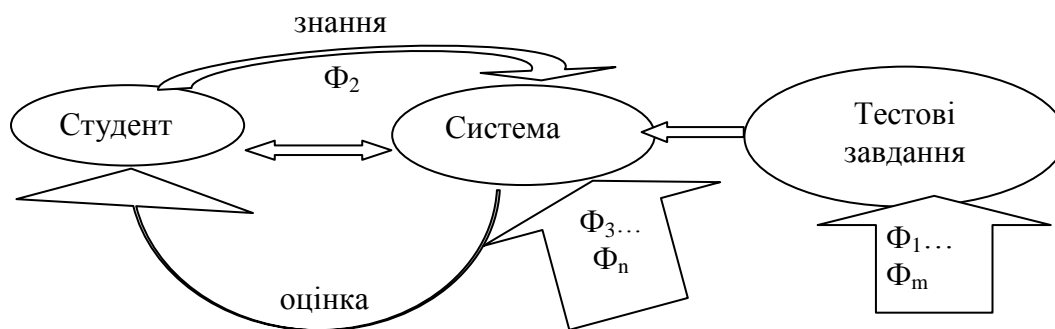 знання
Ф2
Студент
Система
Тестові
завдання
Ф3…
Фn
Ф1…
Фm
оцінка